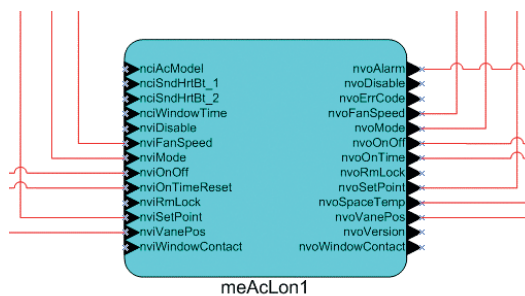 nciAcModel
nciSndHrtBt_1
nciSndHrtBt_2
nciWindowTime
nviDisable
nviFanSpeed
nviMode
nviOnOff
nviOnTimeReset
nviRmLock
nviSetPoint
nviVanePos
nviWindowContact
nvoAlarm
nvoDisable
nvoErrCode
nvoFanSpeed
nvoMode
nvoOnOff
nvoOnTime
nvoRmLock
nvoSetPoint
nvoSpaceTemp
nvoVanePos
nvoVersion
nvoWindowContact
meAcLon1